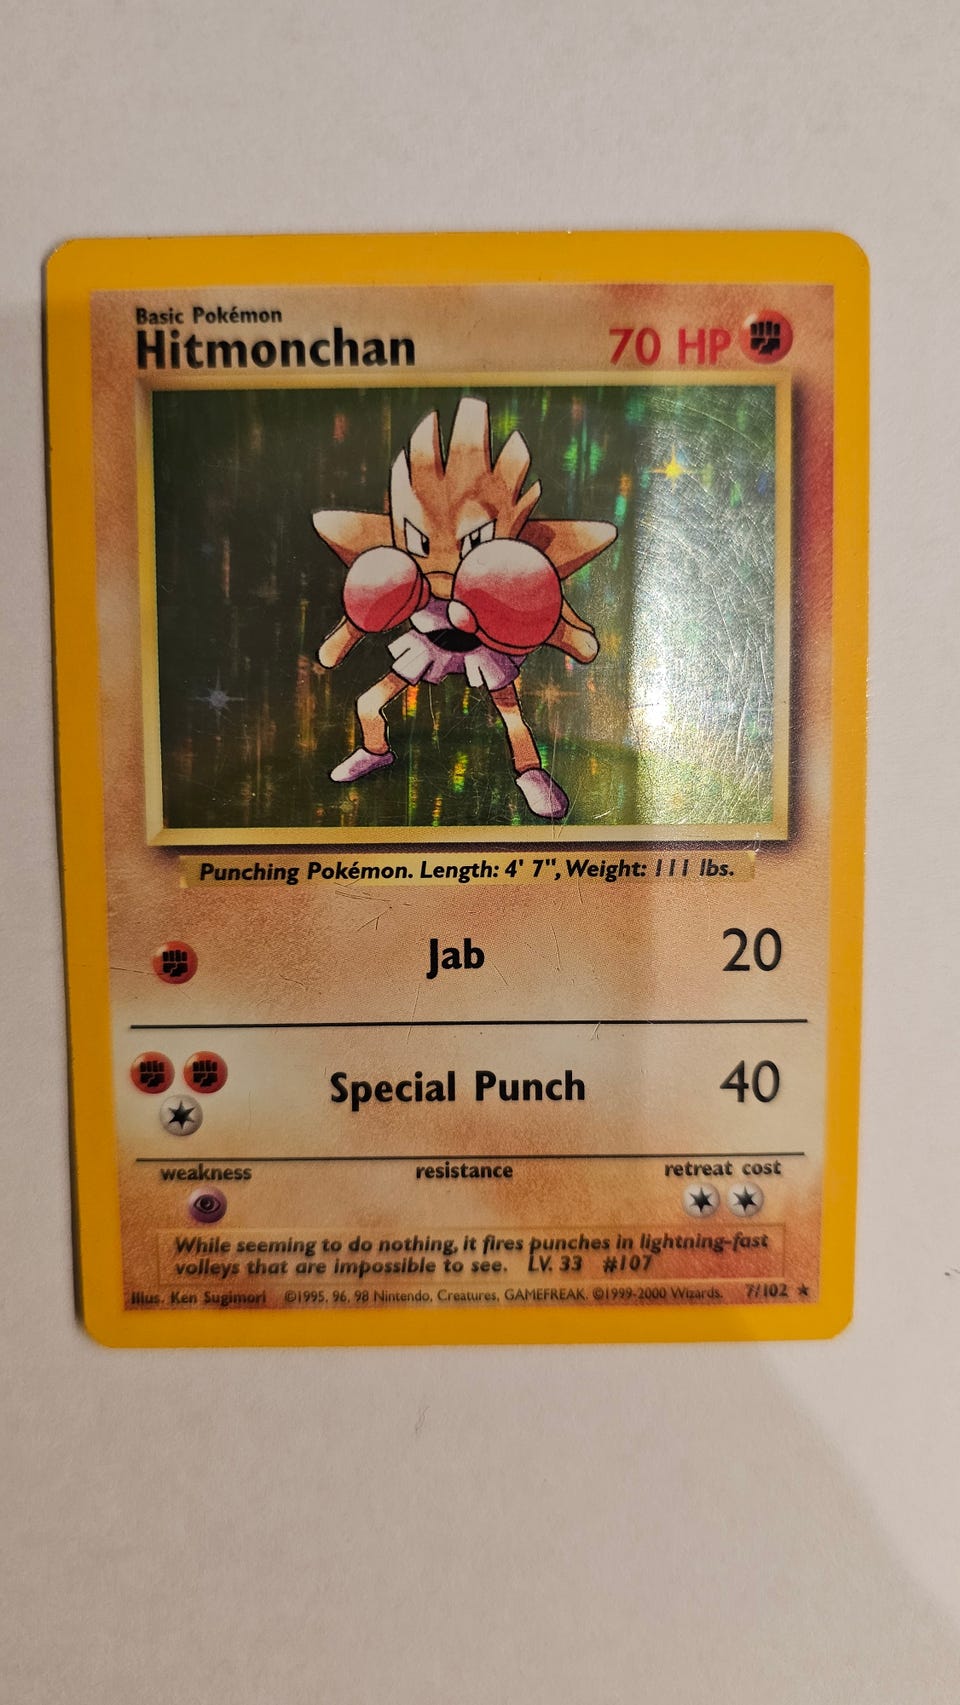 Basic Pokémon
Hitmonchan 70 HP
Punching Pokémon. Length: 4' 7", Weight: 111 lbs.
Jab 20
Special Punch 40
weakness resistance retreat cost
While seeming to do nothing, it fires punches in lightning-fast
volleys that are impossible to see. LV. 33 #107
Illus. Ken Sugimori ©1995, 96, 98 Nintendo, Creatures, GAMEFREAK. ©1999-2000 Wizards. 7/102 ★